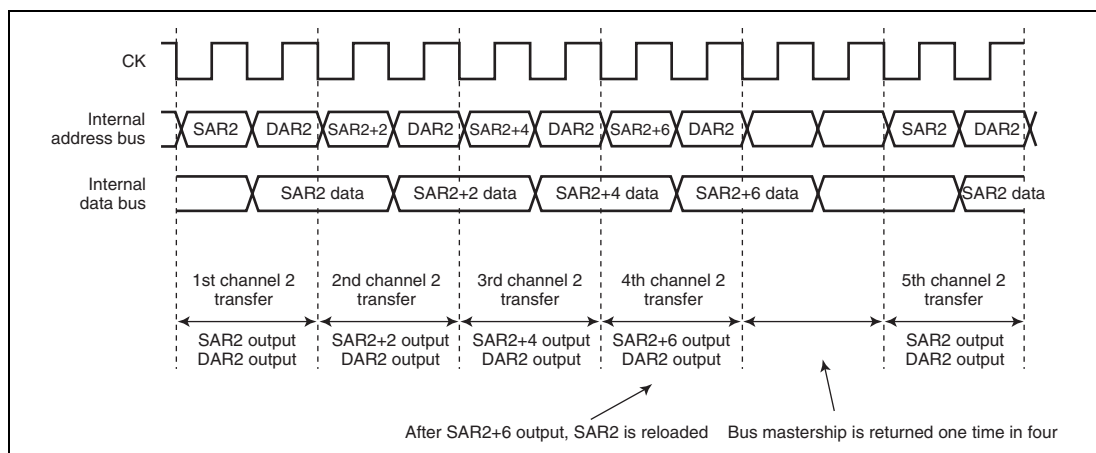 CK
Internal
address bus
SAR2 DAR2 SAR2+2 DAR2 SAR2+4 DAR2 SAR2+6 DAR2 SAR2 DAR2
Internal
data bus
SAR2 data SAR2+2 data SAR2+4 data SAR2+6 data SAR2 data
1st channel 2
transfer
2nd channel 2
transfer
3rd channel 2
transfer
4th channel 2
transfer
5th channel 2
transfer
SAR2 output
DAR2 output
SAR2+2 output
DAR2 output
SAR2+4 output
DAR2 output
SAR2+6 output
DAR2 output
SAR2 output
DAR2 output
After SAR2+6 output, SAR2 is reloaded
Bus mastership is returned one time in four